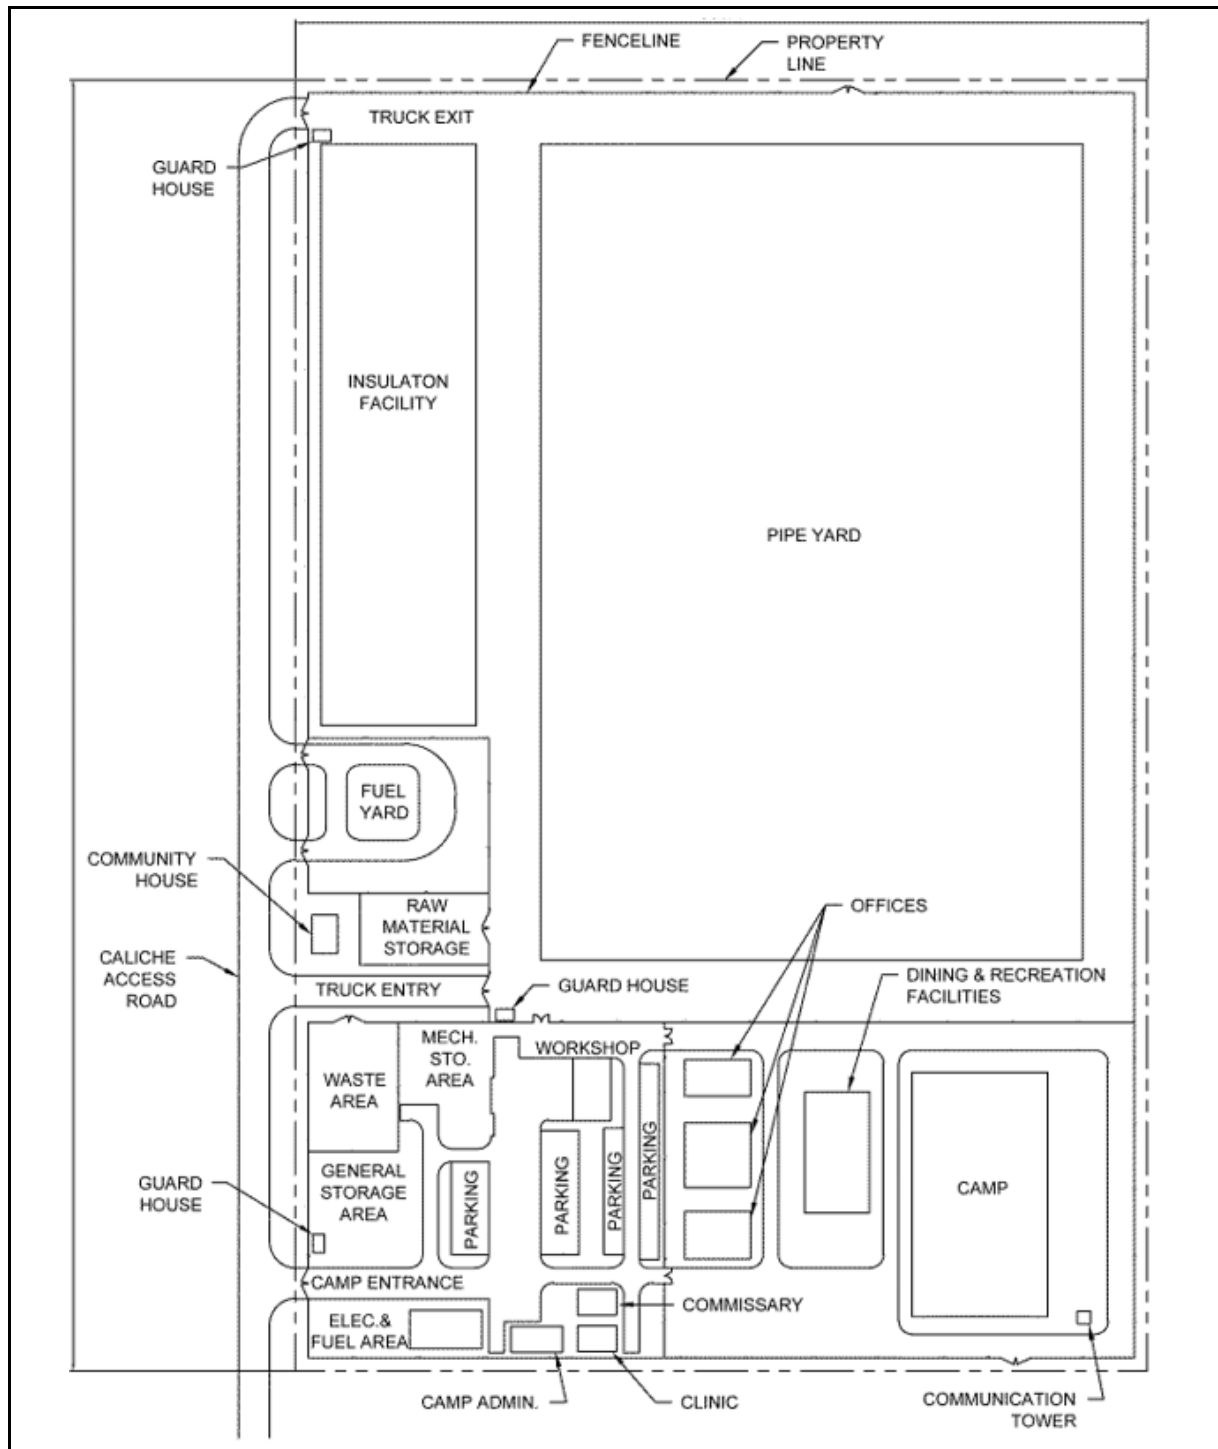 FENCELINE
PROPERTY
LINE
TRUCK EXIT
GUARD
HOUSE
INSULATON
FACILITY
PIPE YARD
FUEL
YARD
COMMUNITY
HOUSE
RAW
MATERIAL
STORAGE
OFFICES
CALICHE
ACCESS
ROAD
TRUCK ENTRY
GUARD HOUSE
DINING & RECREATION
FACILITIES
MECH.
STO.
AREA
WORKSHOP
WASTE
AREA
GENERAL
STORAGE
AREA
GUARD
HOUSE
PARKING
PARKING
PARKING
PARKING
CAMP
CAMP ENTRANCE
COMMISSARY
ELEC.&
FUEL AREA
CAMP ADMIN.
CLINIC
COMMUNICATION
TOWER